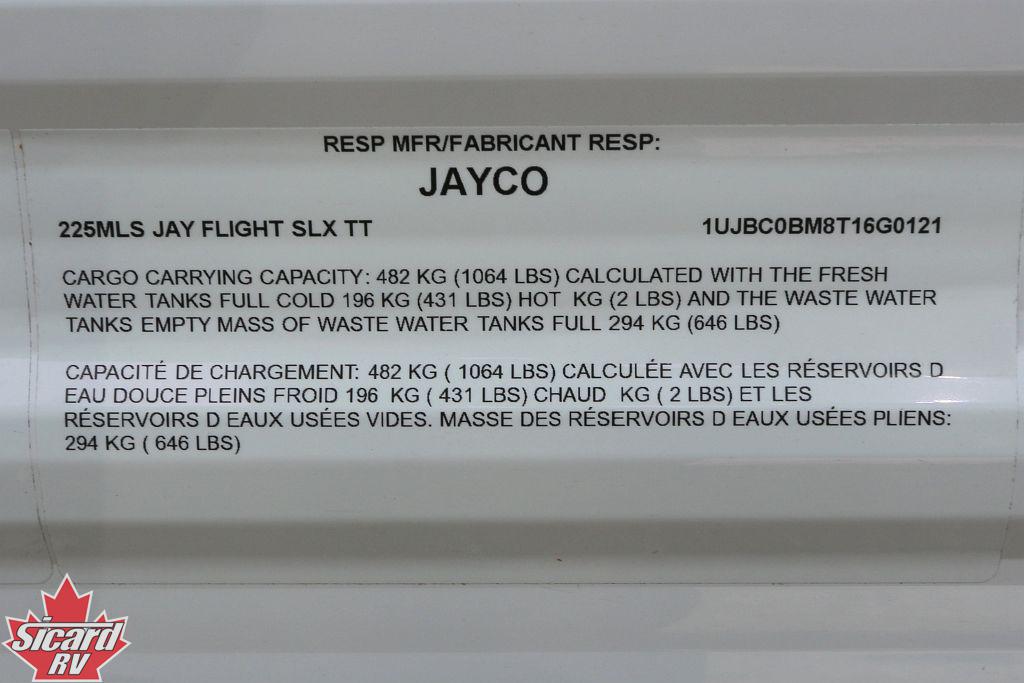 RESP MFR/FABRICANT RESP:
JAYCO
225MLS JAY FLIGHT SLX TT 1UJBC0BM8T16G0121
CARGO CARRYING CAPACITY: 482 KG (1064 LBS) CALCULATED WITH THE FRESH
WATER TANKS FULL COLD 196 KG (431 LBS) HOT KG (2 LBS) AND THE WASTE WATER
TANKS EMPTY MASS OF WASTE WATER TANKS FULL 294 KG (646 LBS)
CAPACITÉ DE CHARGEMENT: 482 KG ( 1064 LBS) CALCULÉE AVEC LES RÉSERVOIRS D
EAU DOUCE PLEINS FROID 196 KG ( 431 LBS) CHAUD KG ( 2 LBS) ET LES
RÉSERVOIRS D EAUX USÉES VIDES. MASSE DES RÉSERVOIRS D EAUX USÉES PLIENS:
294 KG ( 646 LBS)
Sicard
RV